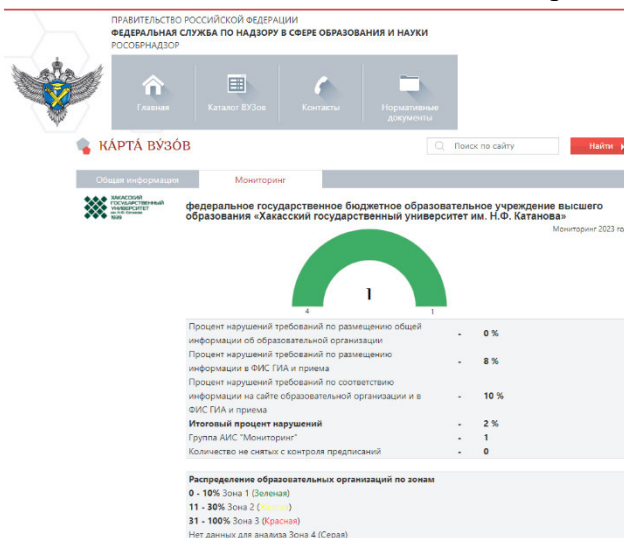 ПРАВИТЕЛЬСТВО РОССИЙСКОЙ ФЕДЕРАЦИИ
ФЕДЕРАЛЬНАЯ СЛУЖБА ПО НАДЗОРУ В СФЕРЕ ОБРАЗОВАНИЯ И НАУКИ
РОСОБРНАДЗОР
Главная
Каталог ВУЗов
Контакты
Нормативные
документы
КАРТА ВУЗОВ
Поиск по сайту
Найти
Общая информация
Мониторинг
ХАКАССКИЙ
ГОСУДАРСТВЕННЫЙ
УНИВЕРСИТЕТ
им. Н.Ф. Катанова
1939
федеральное государственное бюджетное образовательное учреждение высшего
образования «Хакасский государственный университет им. Н.Ф. Катанова»
Мониторинг 2023 го
1
4 1
Процент нарушений требований по размещению общей
информации об образовательной организации - 0 %
Процент нарушений требований по размещению
информации в ФИС ГИА и приема - 8 %
Процент нарушений требований по соответствию
информации на сайте образовательной организации и в - 10 %
ФИС ГИА и приема
Итоговый процент нарушений - 2 %
Группа АИС "Мониторинг" - 1
Количество не снятых с контроля предписаний - 0
Распределение образовательных организаций по зонам
0 - 10% Зона 1 (Зеленая)
11 - 30% Зона 2 (
31 - 100% Зона 3 (Красная)
Нет данных для анализа Зона 4 (Серая)